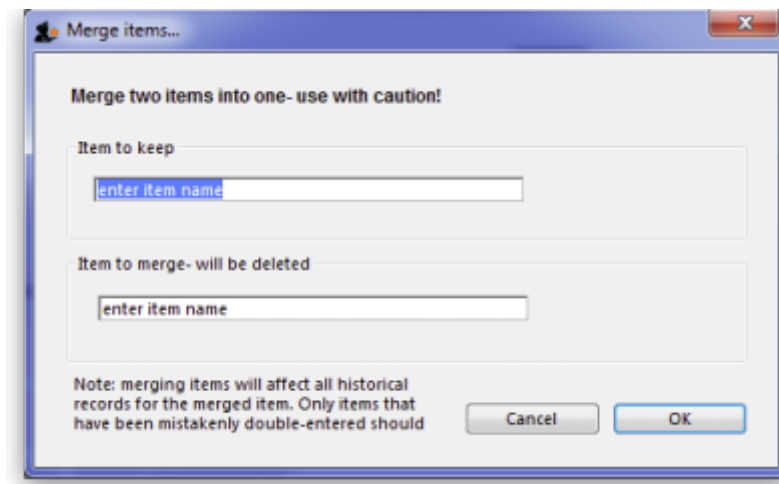 Merge items...
Merge two items into one- use with caution!
Item to keep
enter item name
Item to merge- will be deleted
enter item name
Note: merging items will affect all historical
records for the merged item. Only items that
have been mistakenly double-entered should
Cancel
OK